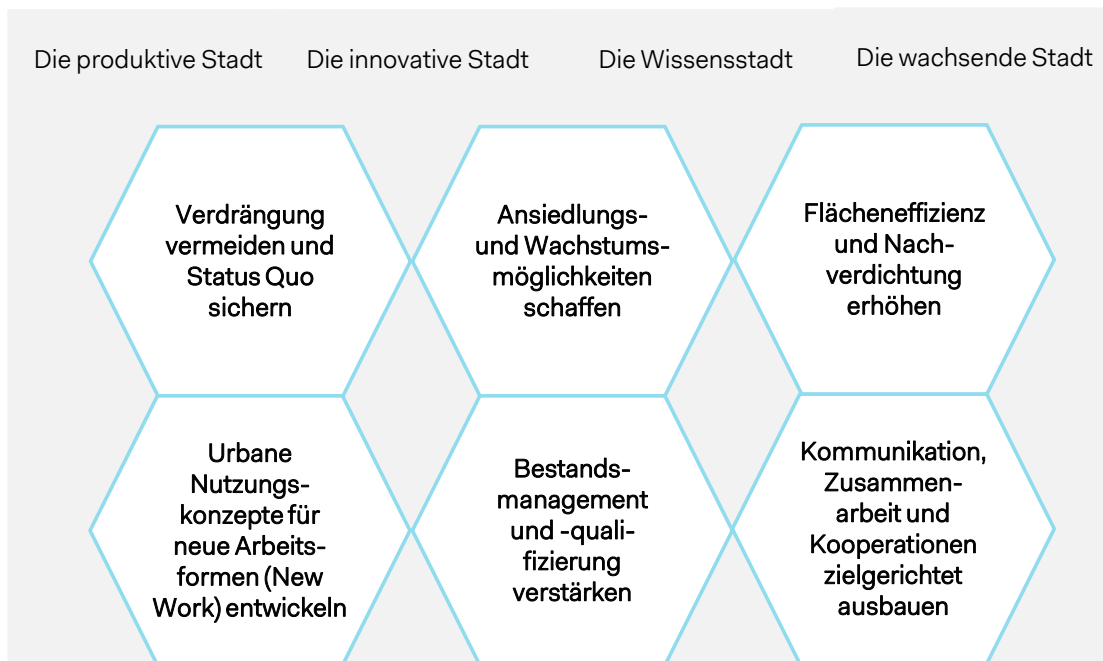 Die produktive Stadt
Die innovative Stadt
Die Wissensstadt
Die wachsende Stadt
Verdrängung
vermeiden und
Status Quo
sichern
Ansiedlungs-
und Wachstums-
möglichkeiten
schaffen
Flächeneffizienz
und Nach-
verdichtung
erhöhen
Urbane
Nutzungs-
konzepte für
neue Arbeits-
formen (New
Work) entwickeln
Bestands-
management
und -quali-
fizierung
verstärken
Kommunikation,
Zusammen-
arbeit und
Kooperationen
zielgerichtet
ausbauen